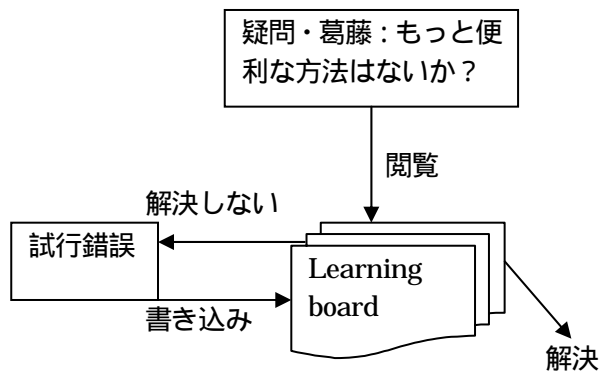 疑問・葛藤：もっと便
利な方法はないか？
閲覧
解決しない
試行錯誤
Learning
board
書き込み
解決